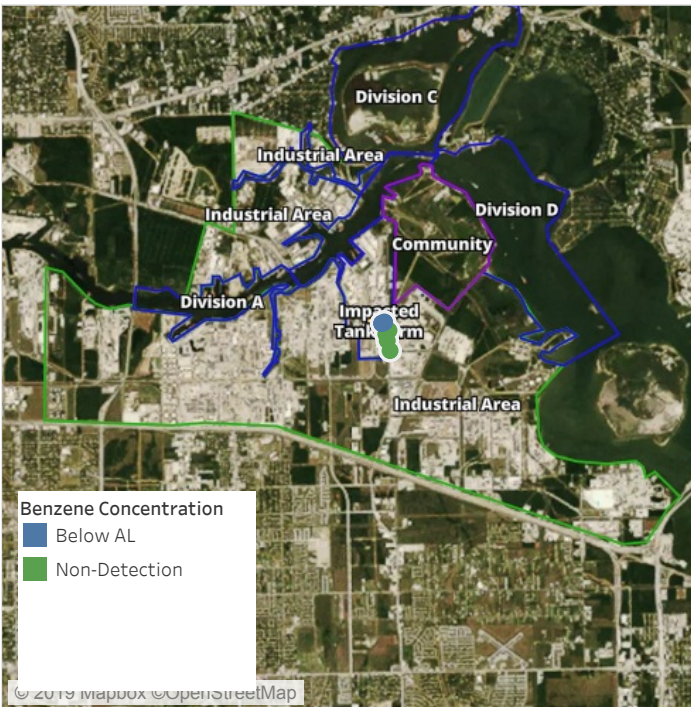 Division C
Industrial Area
Industrial Area
Division D
Community
Division A
Impacted
Tank Farm
Industrial Area
Benzene Concentration
Below AL
Non-Detection
© 2019 Mapbox ©OpenStreetMap